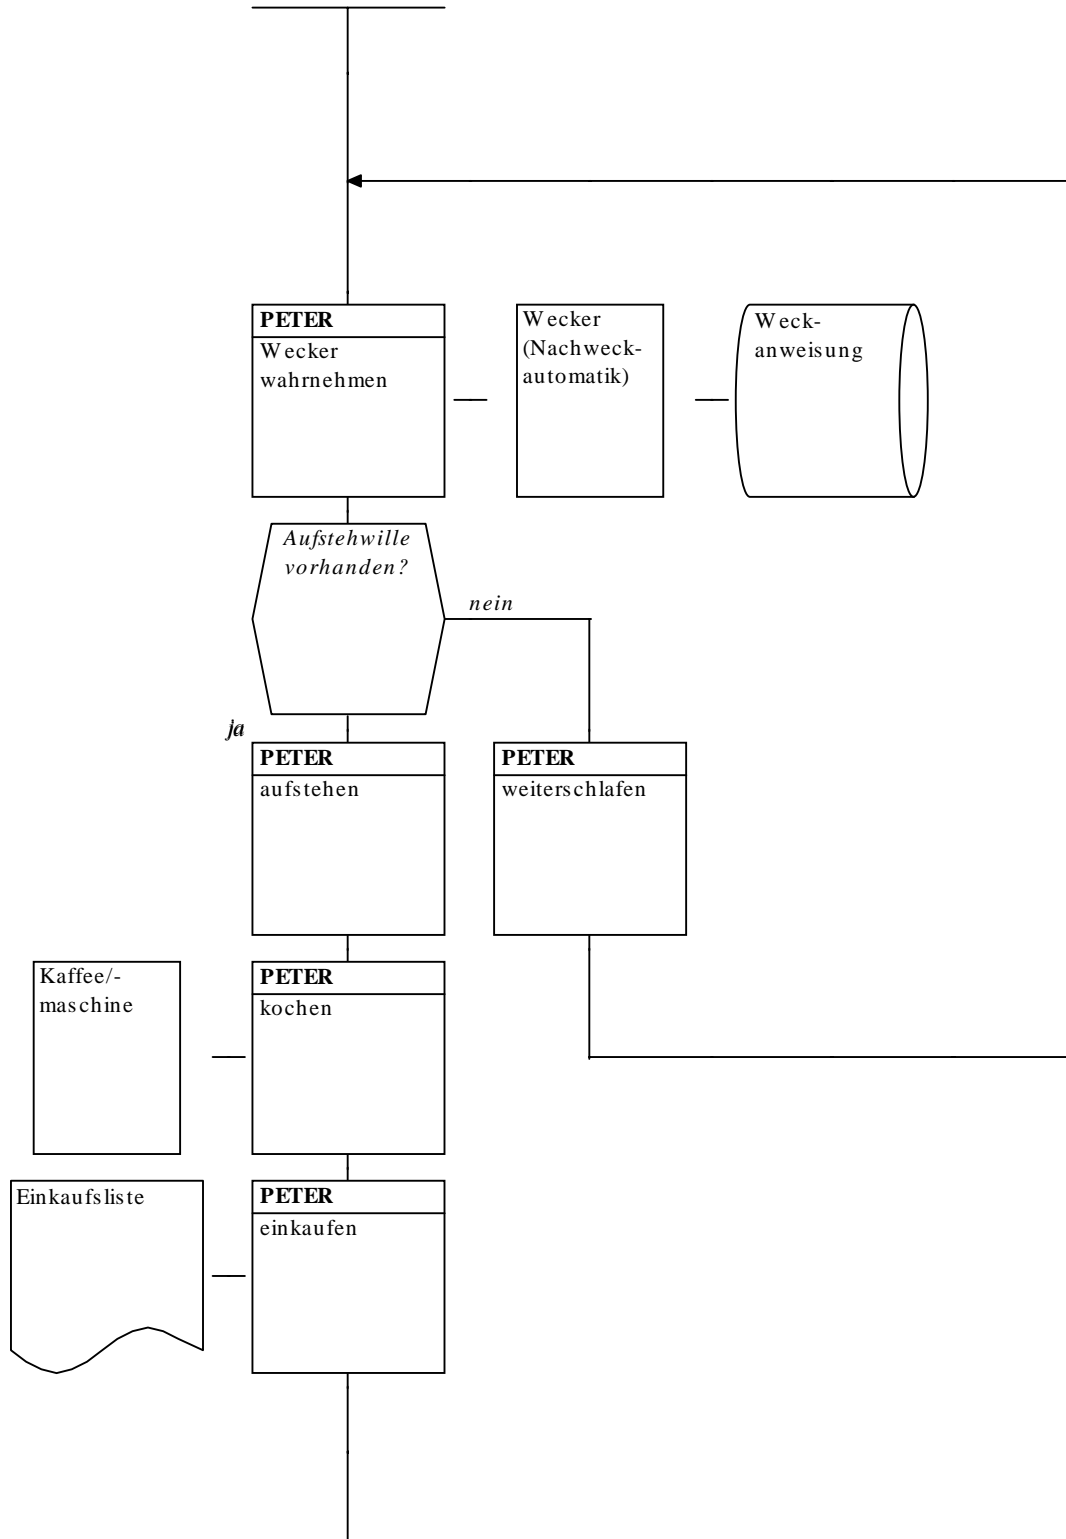 PETER
Wecker
wahrnehmen
Wecker
(Nachweck-
automatik)
Weck-
anweisung
Aufstehwille
vorhanden?
nein
ja
PETER
aufstehen
PETER
weiterschlafen
Kaffee/-
maschine
PETER
kochen
Einkaufsliste
PETER
einkaufen